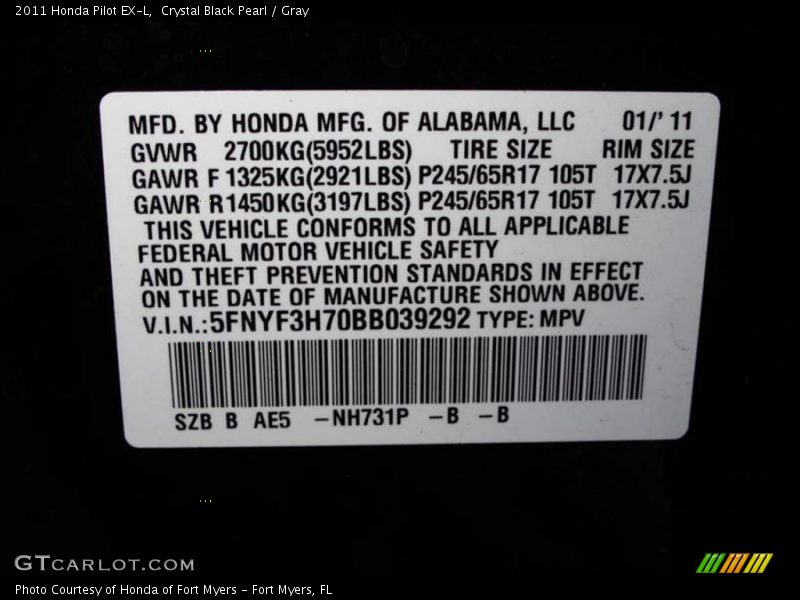 2011 Honda Pilot EX-L,  Crystal Black Pearl / Gray
MFD. BY HONDA MFG. OF ALABAMA, LLC 01/' 11
GVWR 2700KG(5952LBS) TIRE SIZE RIM SIZE
GAWR F 1325KG(2921LBS) P245/65R17 105T 17X7.5J
GAWR R1450KG(3197LBS) P245/65R17 105T 17X7.5J
THIS VEHICLE CONFORMS TO ALL APPLICABLE
FEDERAL MOTOR VEHICLE SAFETY
AND THEFT PREVENTION STANDARDS IN EFFECT
ON THE DATE OF MANUFACTURE SHOWN ABOVE.
V.I.N.:5FNYF3H70BB039292 TYPE: MPV
SZB B AE5 -NH731P -B -B
GTCARLOT.COM
Photo Courtesy of Honda of Fort Myers - Fort Myers, FL